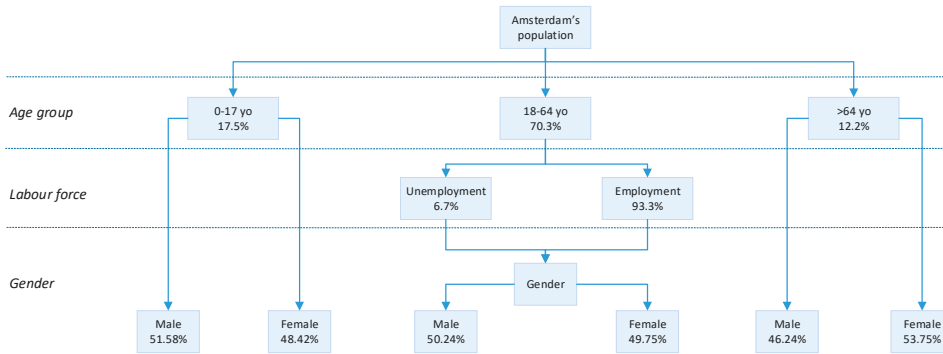 Amsterdam's
population
Age group
0-17 yo
17.5%
18-64 yo
70.3%
>64 yo
12.2%
Labour force
Unemployment
6.7%
Employment
93.3%
Gender
Gender
Male
51.58%
Female
48.42%
Male
50.24%
Female
49.75%
Male
46.24%
Female
53.75%